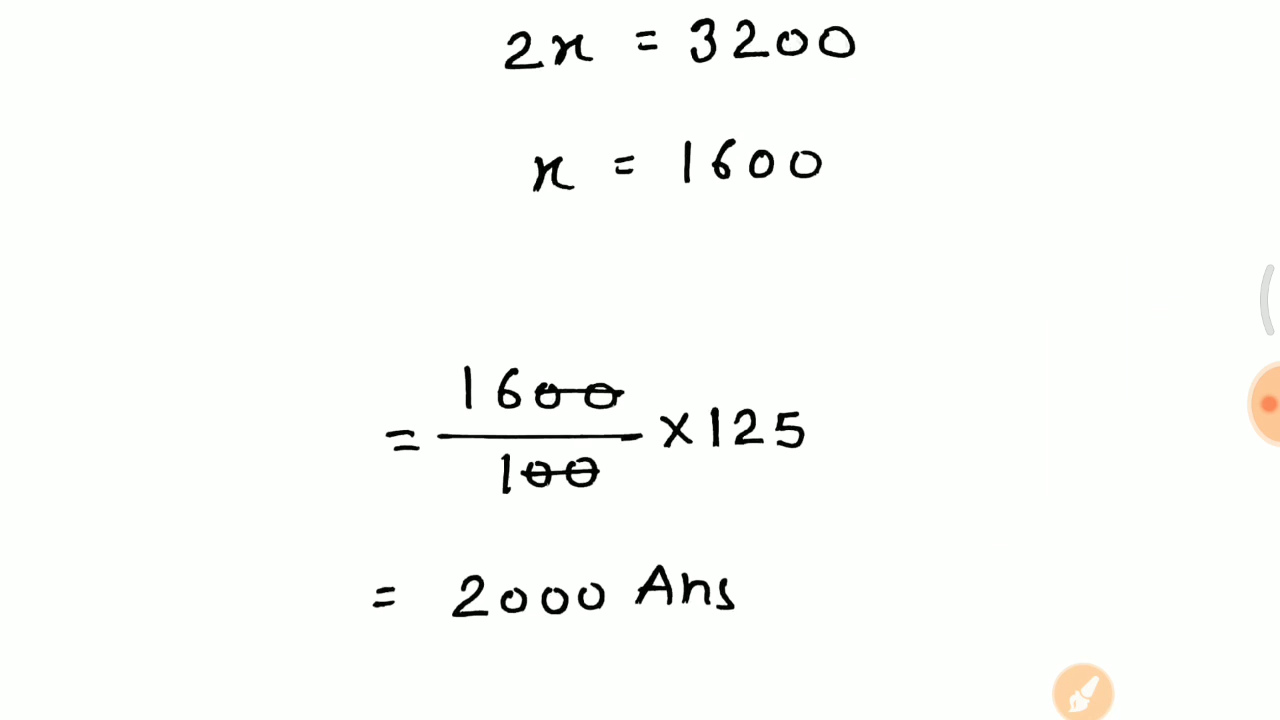 2x = 3200
x = 1600
= 1600/100 × 125
= 2000 Ans